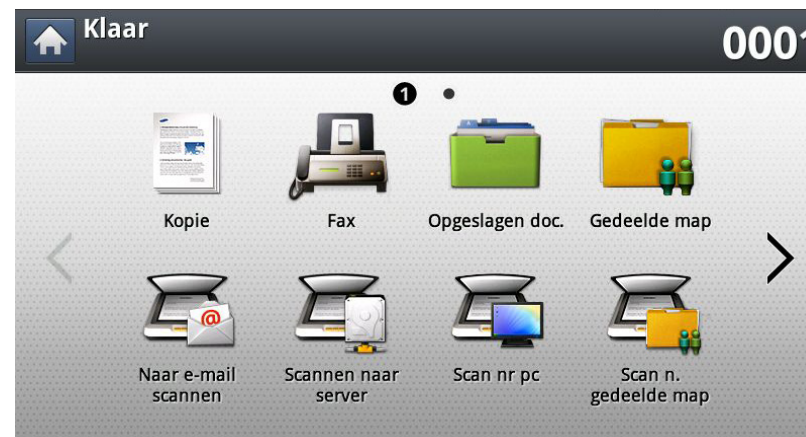 Klaar
0001
1
Kopie
Fax
Opgeslagen doc.
Gedeelde map
Naar e-mail
scannen
Scannen naar
server
Scan nr pc
Scan n.
gedeelde map